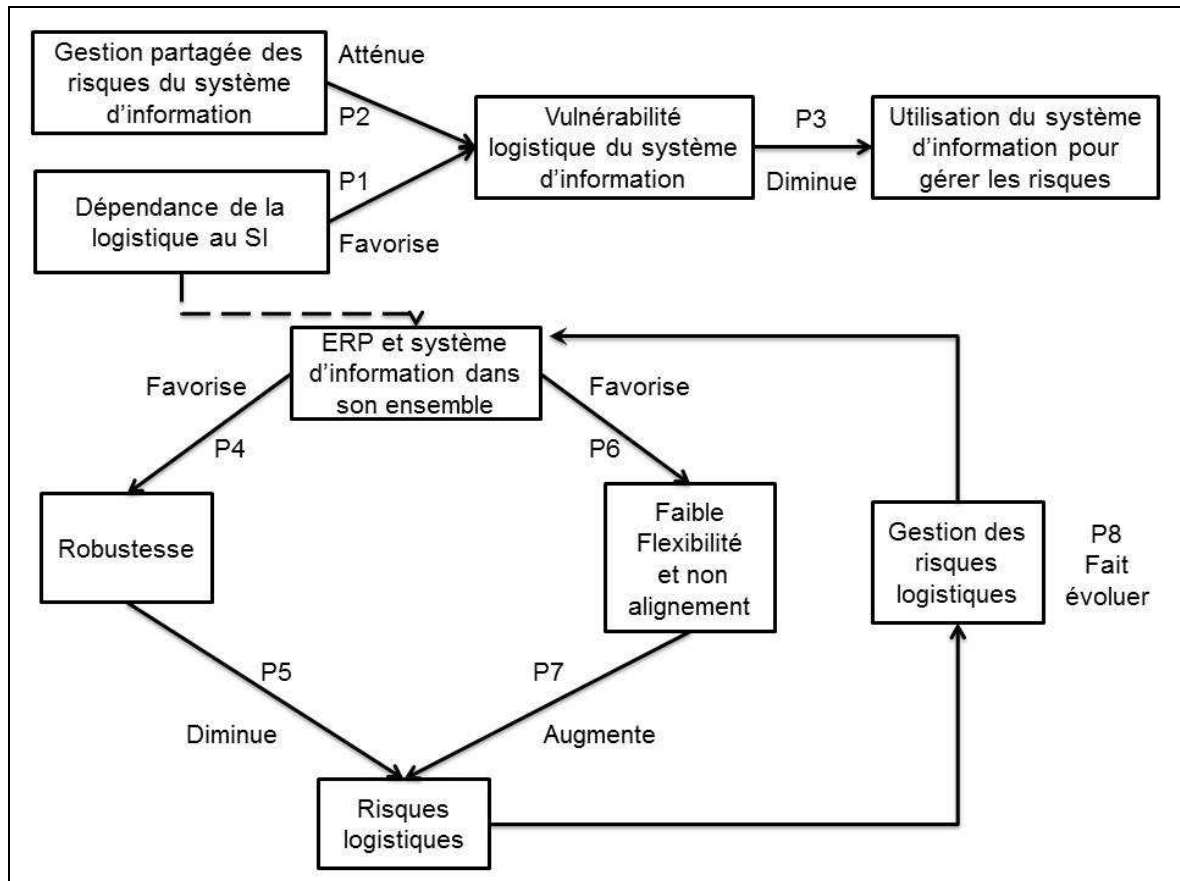 Gestion partagée des
risques du système
d'information
Atténue
P2
P1
Dépendance de la
logistique au SI
Favorise
Vulnérabilité
logistique du système
d'information
P3
Diminue
Utilisation du système
d'information pour
gérer les risques
ERP et système
d'information dans
son ensemble
Favorise
P4
Favorise
P6
Robustesse
Faible
Flexibilité
et non
alignement
Gestion des
risques
logistiques
P8
Fait
évoluer
P5
Diminue
P7
Augmente
Risques
logistiques